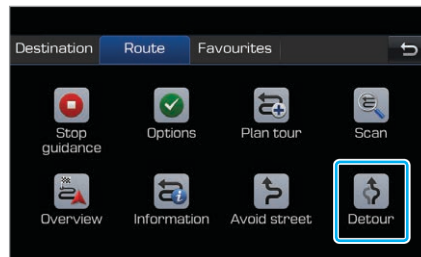 Destination Route Favourites
Stop guidance Options Plan tour Scan
Overview Information Avoid street Detour